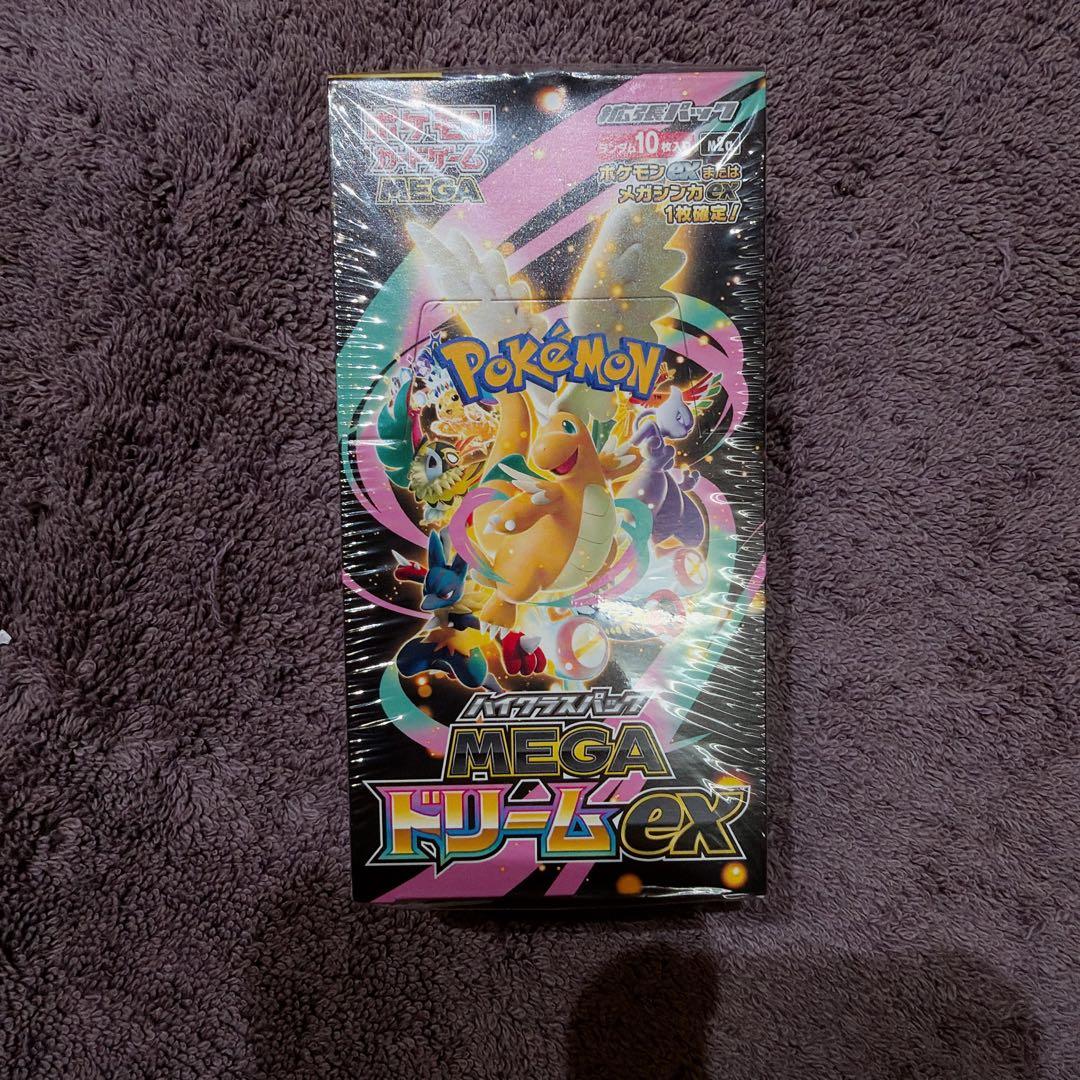 ポケモン
カードゲーム
MEGA
拡張パック
ランダム10枚入り M2a
ポケモンexまたは
メガシンカex
1枚確定!
POKÉMON
TM
ハイクラスパック
MEGA
ドリームex